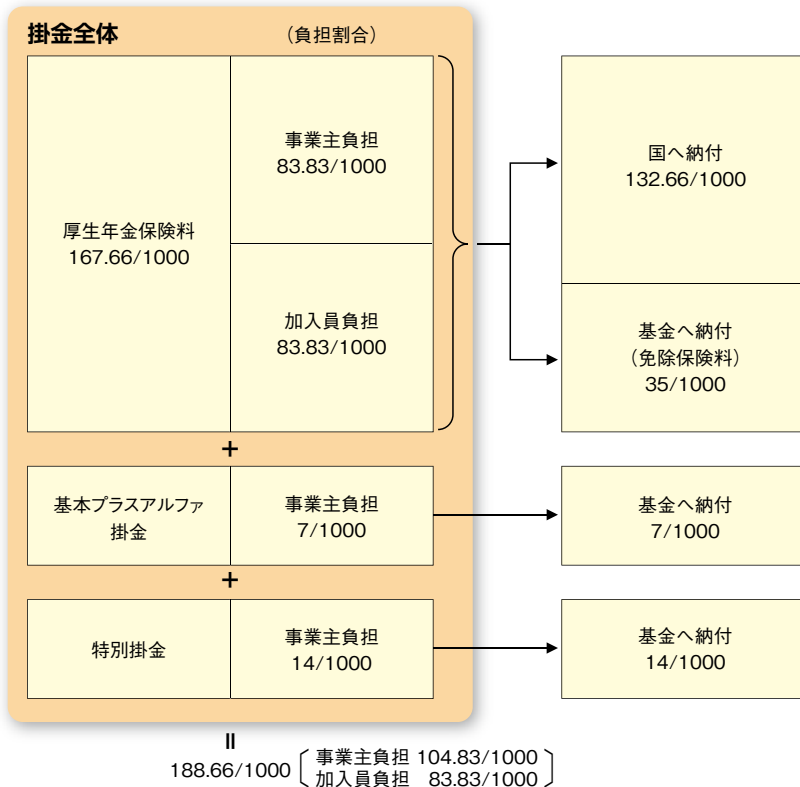 掛金全体
（負担割合）
厚生年金保険料
167.66/1000
事業主負担
83.83/1000
加入員負担
83.83/1000
国へ納付
132.66/1000
基金へ納付
（免除保険料）
35/1000
+
基本プラスアルファ
掛金
事業主負担
7/1000
基金へ納付
7/1000
+
特別掛金
事業主負担
14/1000
基金へ納付
14/1000
=
188.66/1000
事業主負担 104.83/1000
加入員負担 83.83/1000